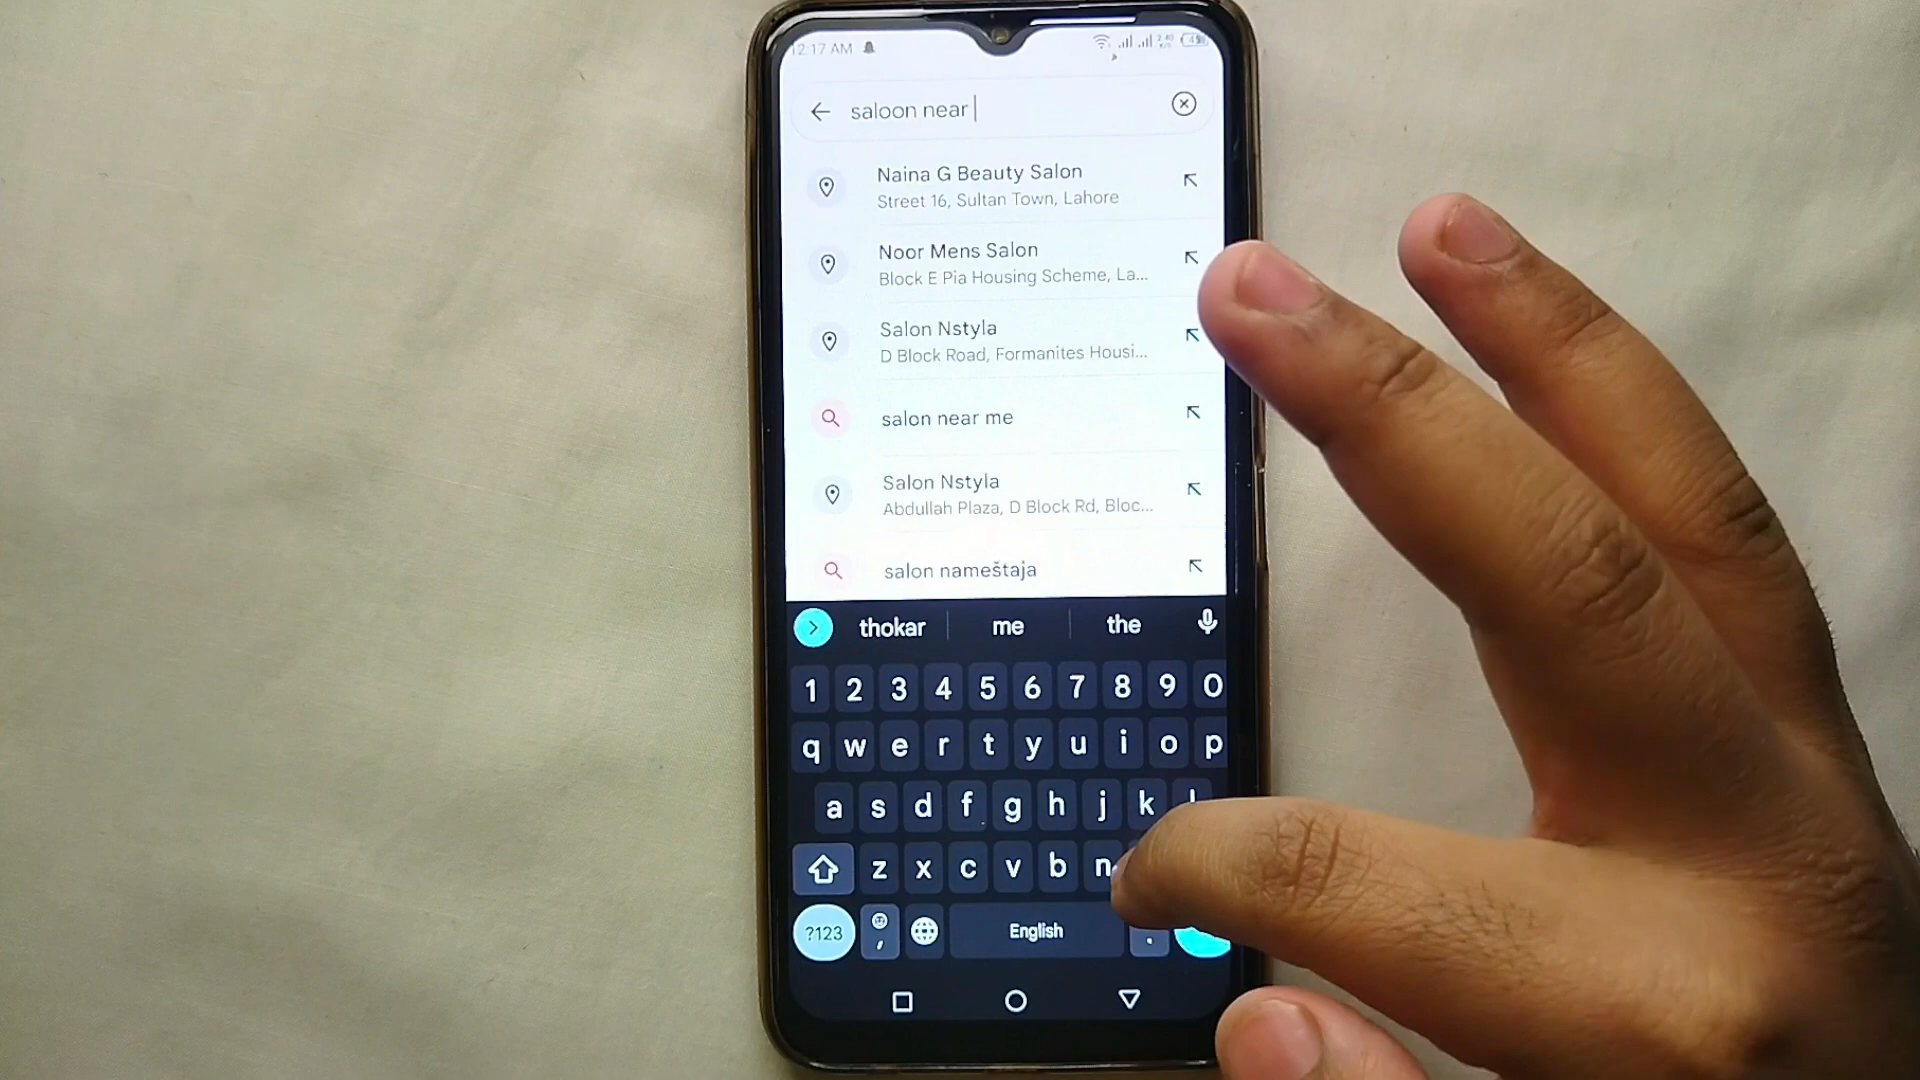 12:17 AM
saloon near
Naina G Beauty Salon
Street 16, Sultan Town, Lahore
Noor Mens Salon
Block E Pia Housing Scheme, La...
Salon Nstyla
D Block Road, Formanites Housi...
salon near me
Salon Nstyla
Abdullah Plaza, D Block Rd, Bloc...
salon nameštaja
thokar me the
1 2 3 4 5 6 7 8 9 0
q w e r t y u i o p
a s d f g h j k l
z x c v b n
?123 , English .